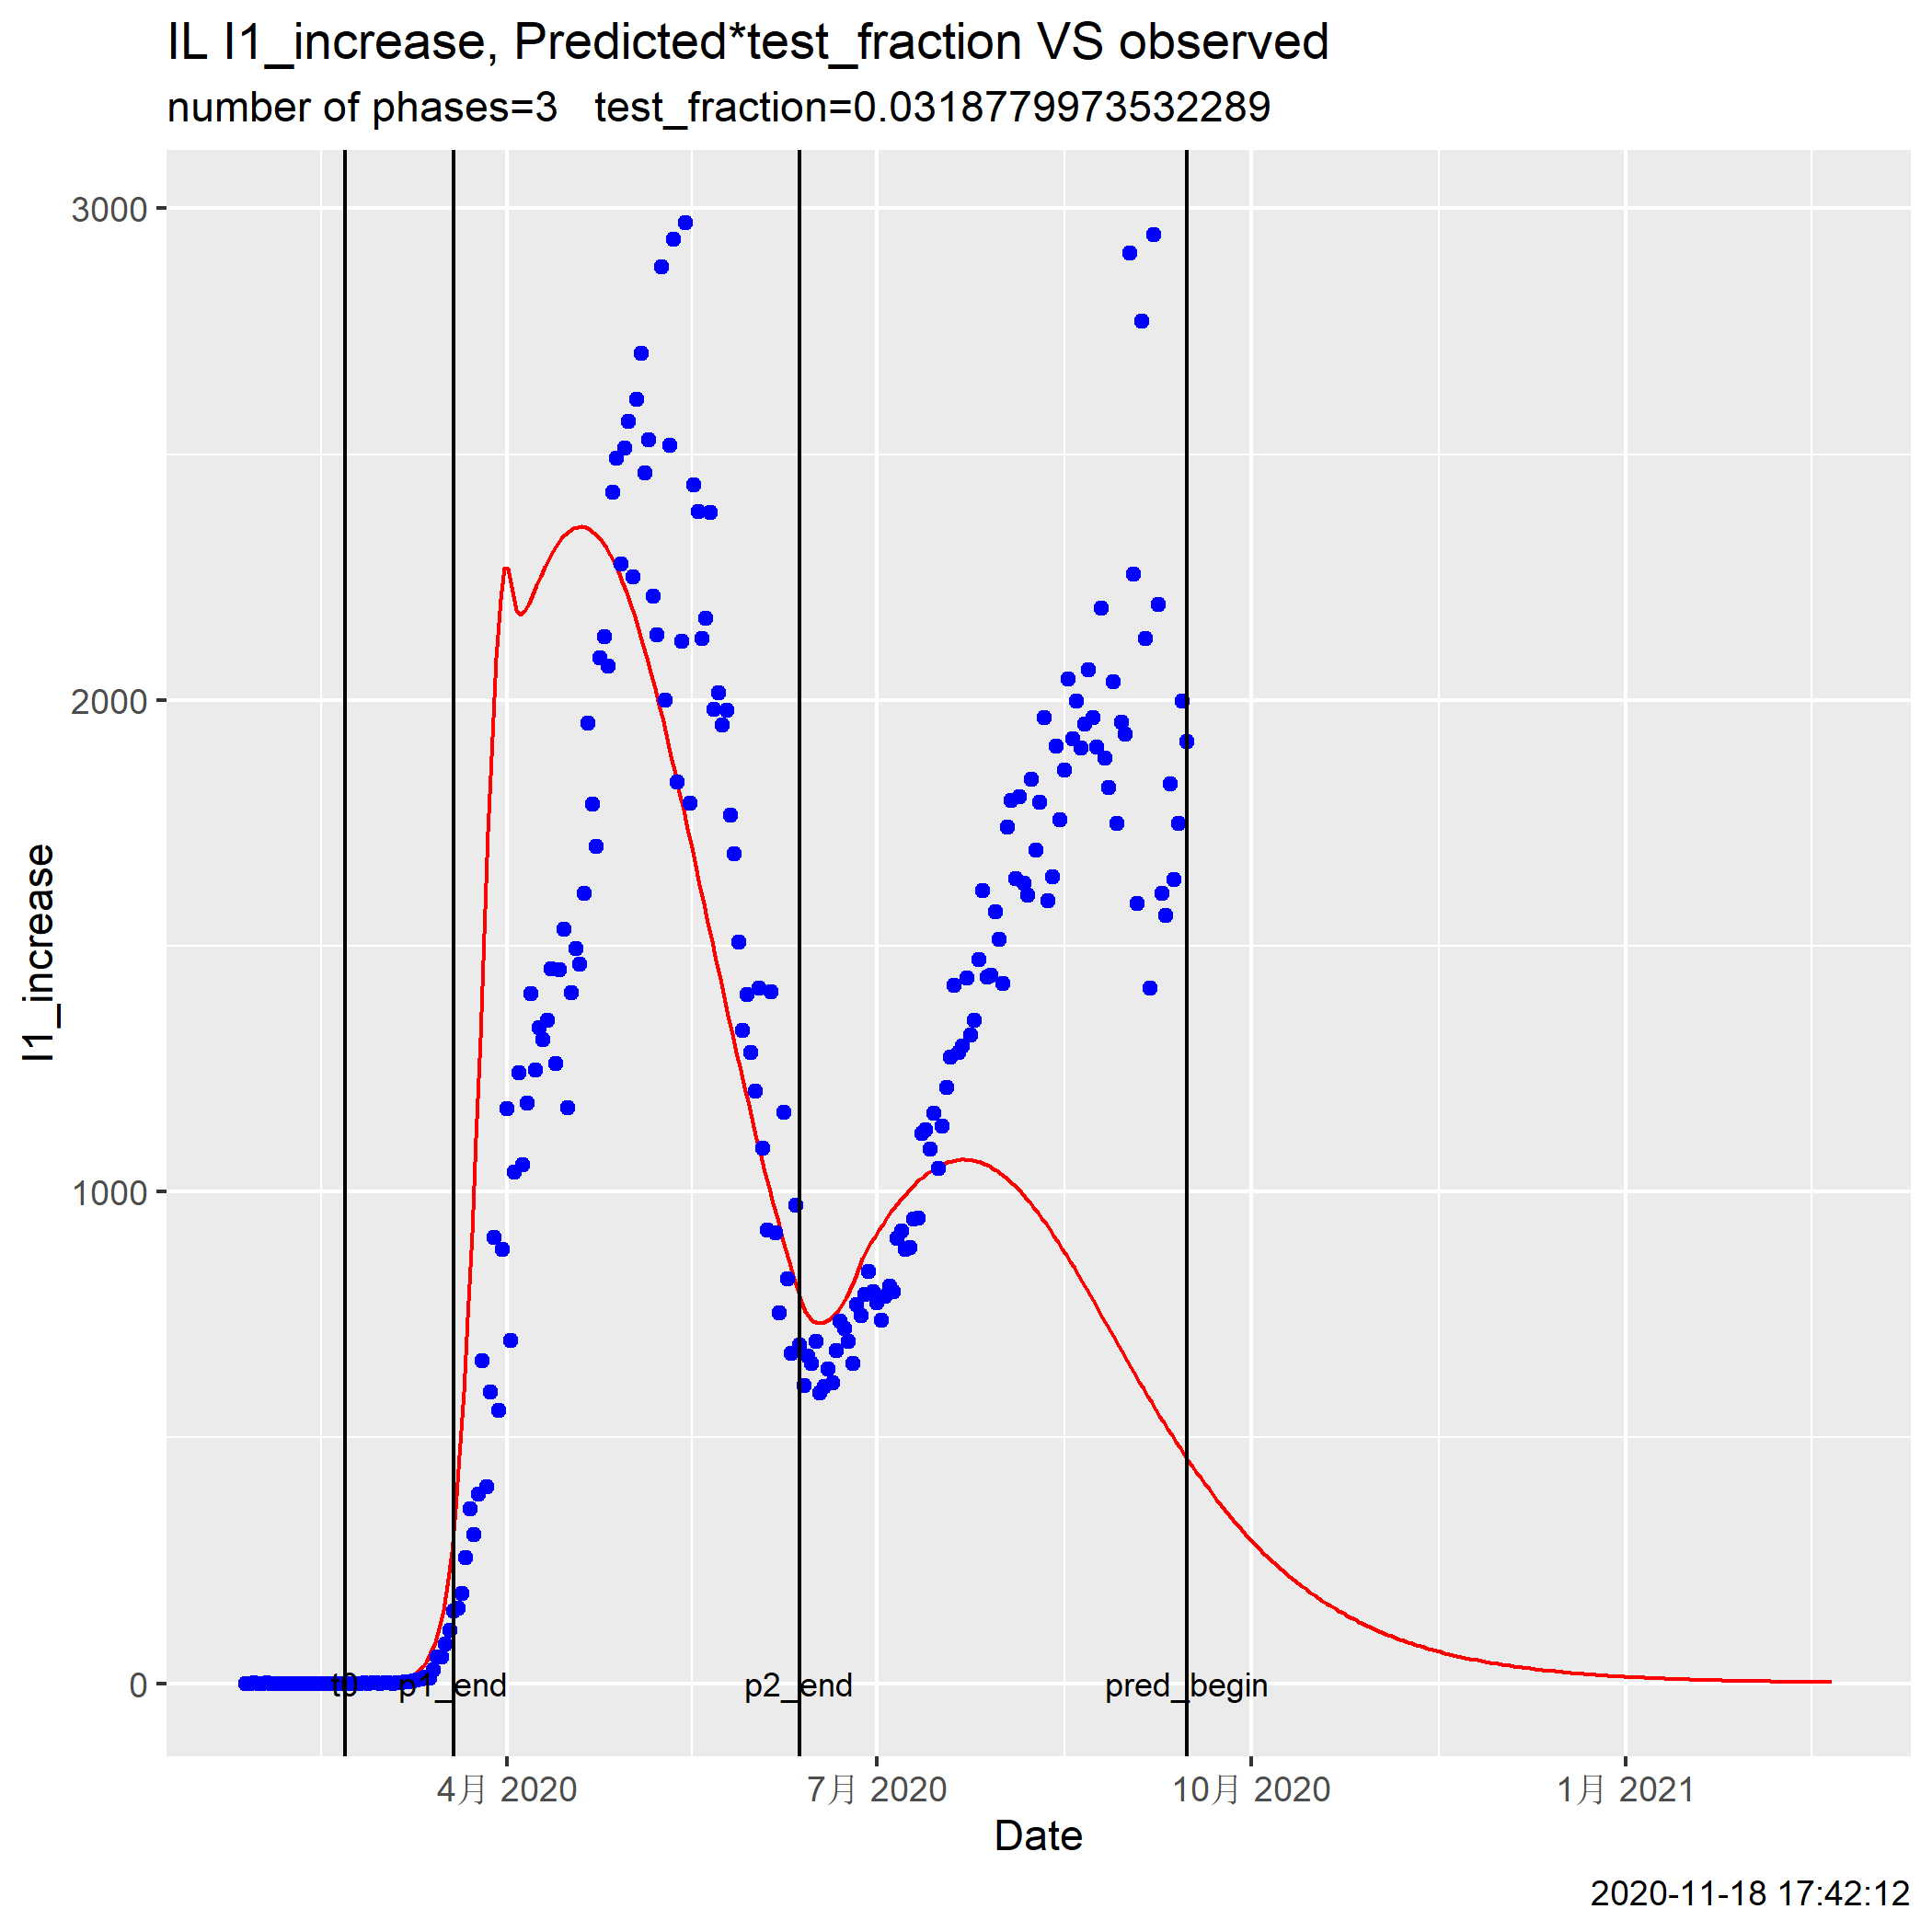 IL I1_increase, Predicted*test_fraction VS observed
number of phases=3   test_fraction=0.0318779973532289
3000
2000
1000
0
I1_increase
t0
p1_end
p2_end
pred_begin
4月 2020
7月 2020
10月 2020
1月 2021
Date
2020-11-18 17:42:12